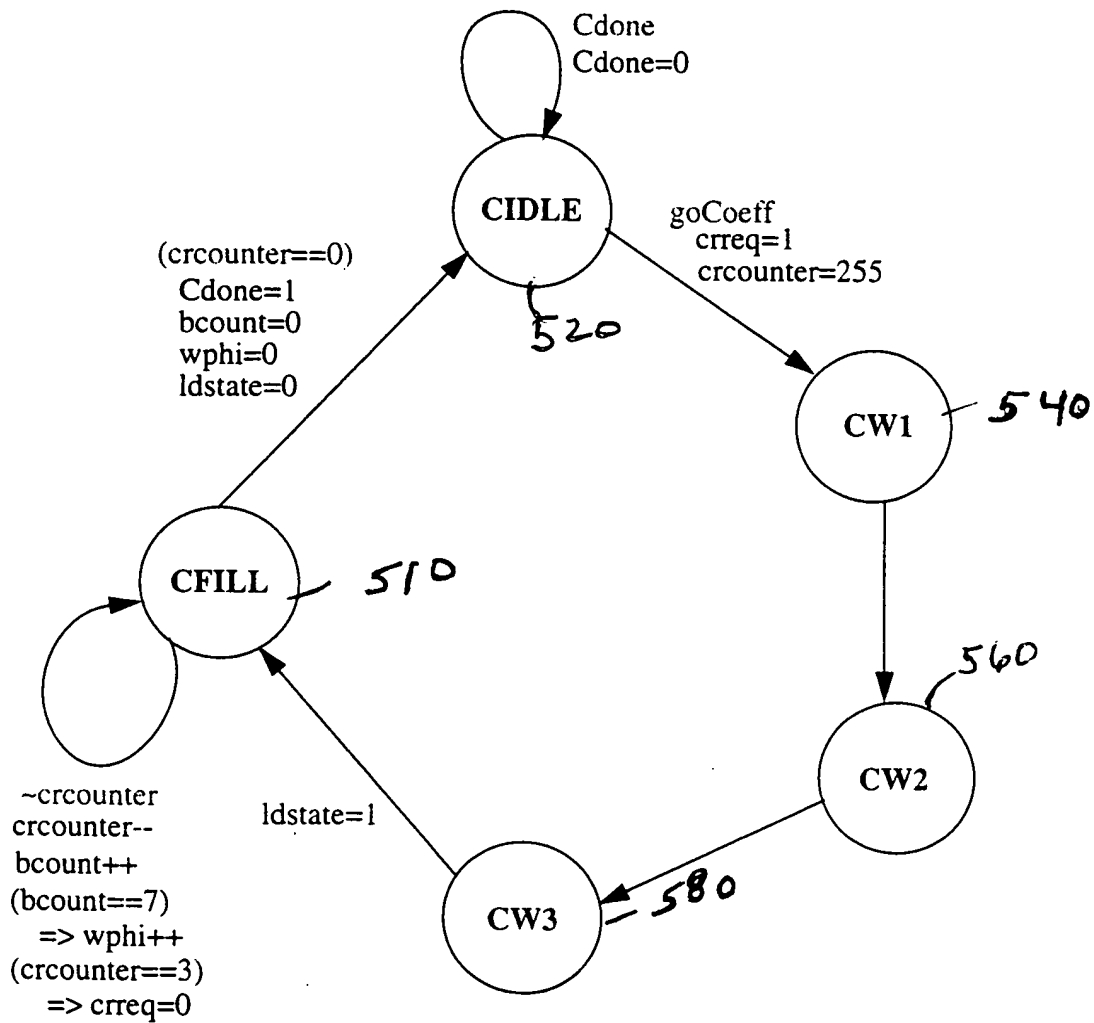 Cdone
Cdone=0
CIDLE
520
goCoeff
crreq=1
crcounter=255
(crcounter==0)
Cdone=1
bcount=0
wphi=0
ldstate=0
CW1
540
CFILL
510
560
CW2
ldstate=1
~crcounter
crcounter--
bcount++
(bcount==7)
=> wphi++
(crcounter==3)
=> crreq=0
CW3
580